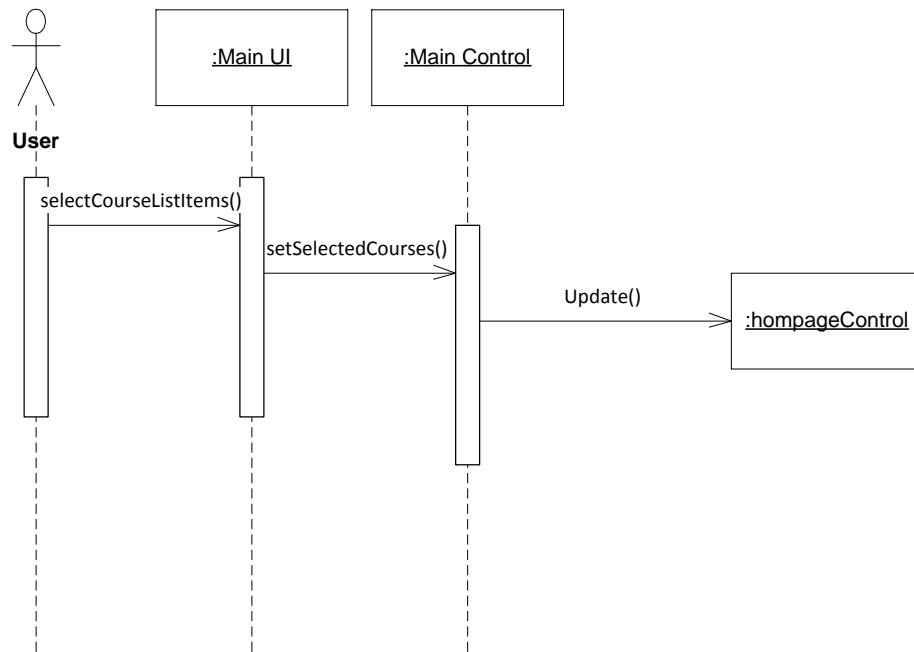 :Main UI
:Main Control
User
selectCourseListItems()
setSelectedCourses()
Update()
:hompageControl